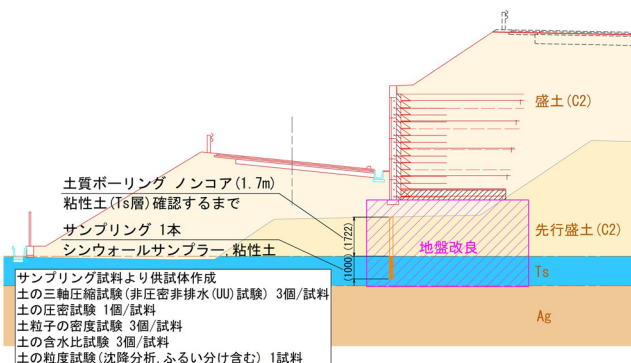 盛土(C2)
土質ボーリング ノンコア(1.7m)
粘性土(Ts層)確認するまで
サンプリング 1本
シンウォールサンプラー,粘性土
(1722)
(1000)
先行盛土(C2)
地盤改良
Ts
Ag
サンプリング試料より供試体作成
土の三軸圧縮試験(非圧密非排水(UU)試験) 3個/試料
土の圧密試験 1個/試料
土粒子の密度試験 3個/試料
土の含水比試験 3個/試料
土の粒度試験(沈降分析,ふるい分け含む) 1試料